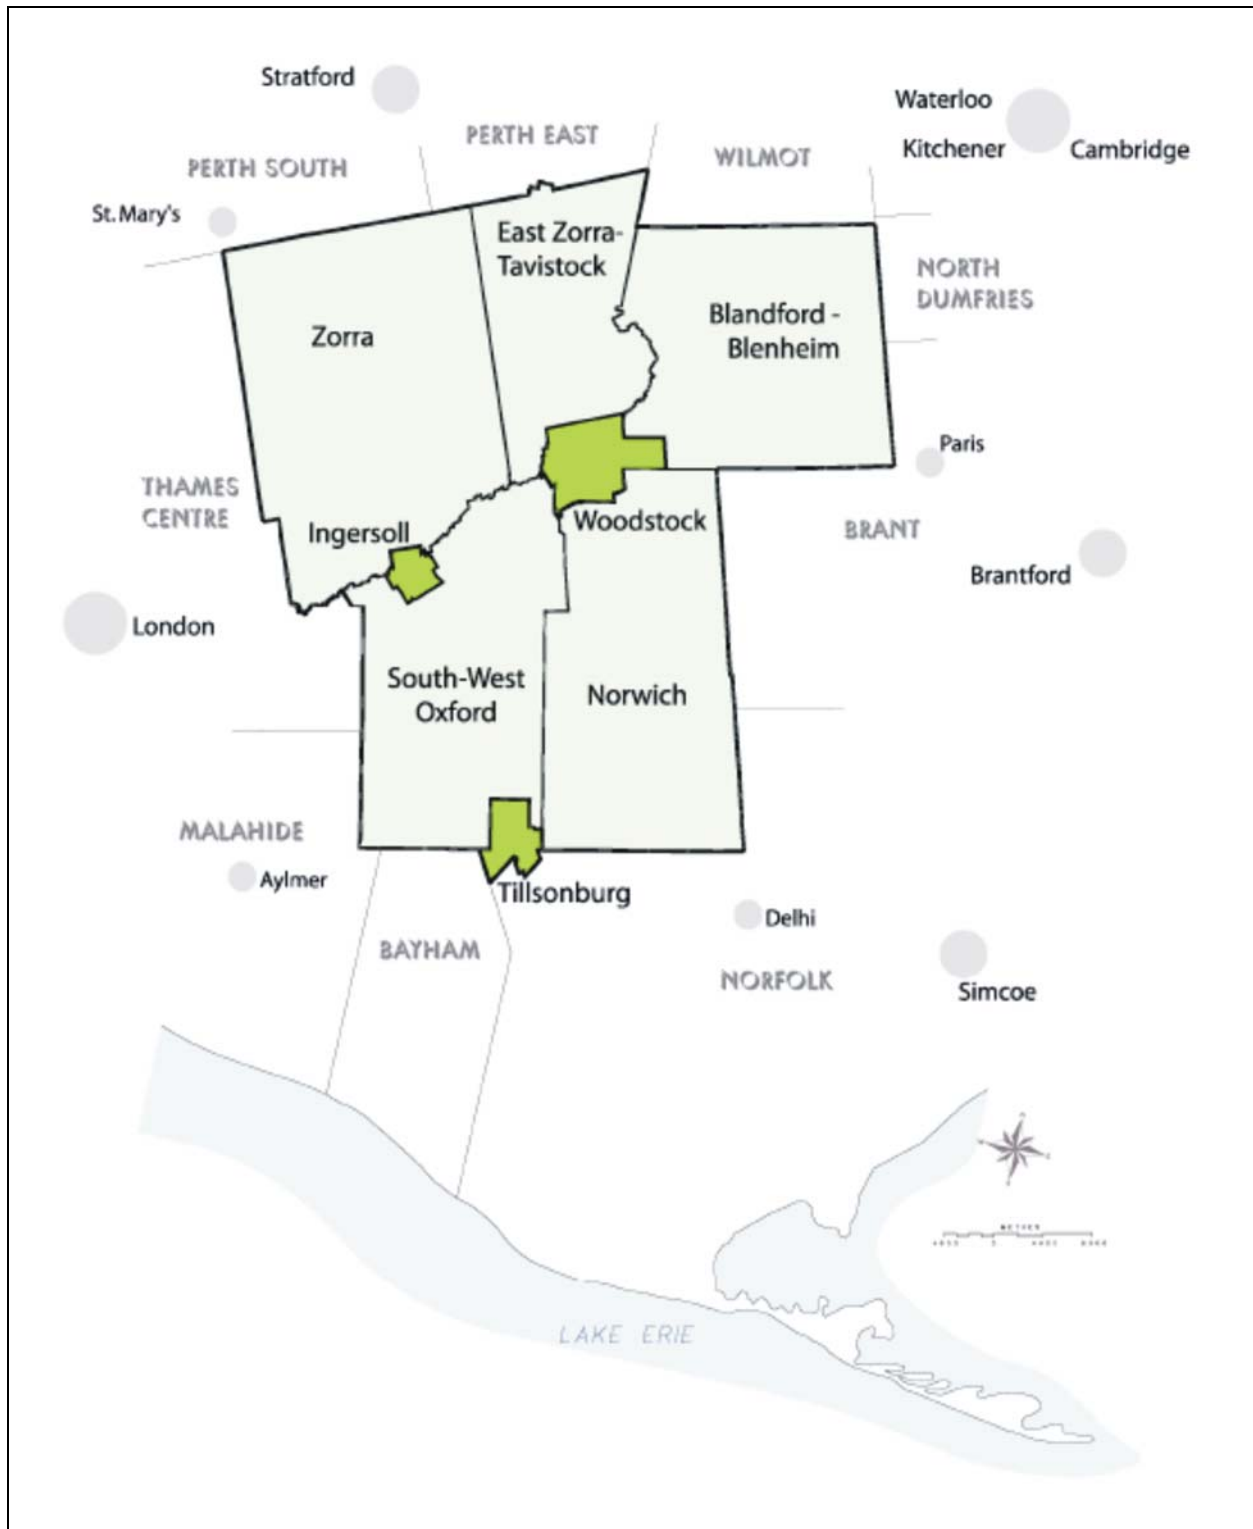 Stratford
Waterloo
PERTH EAST
Kitchener
Cambridge
WILMOT
PERTH SOUTH
St. Mary's
East Zorra-
Tavistock
NORTH
DUMFRIES
Zorra
Blandford -
Blenheim
Paris
THAMES
CENTRE
Ingersoll
Woodstock
BRANT
Brantford
London
South-West
Oxford
Norwich
MALAHIDE
Aylmer
Tillsonburg
Delhi
BAYHAM
NORFOLK
Simcoe
LAKE ERIE